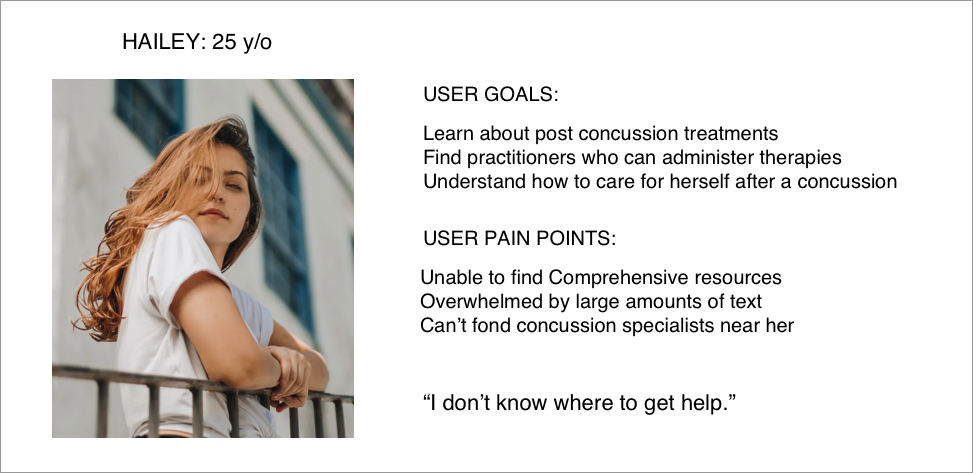 HAILEY: 25 y/o
USER GOALS:
Learn about post concussion treatments
Find practitioners who can administer therapies
Understand how to care for herself after a concussion
USER PAIN POINTS:
Unable to find Comprehensive resources
Overwhelmed by large amounts of text
Can’t fond concussion specialists near her
“I don’t know where to get help.”